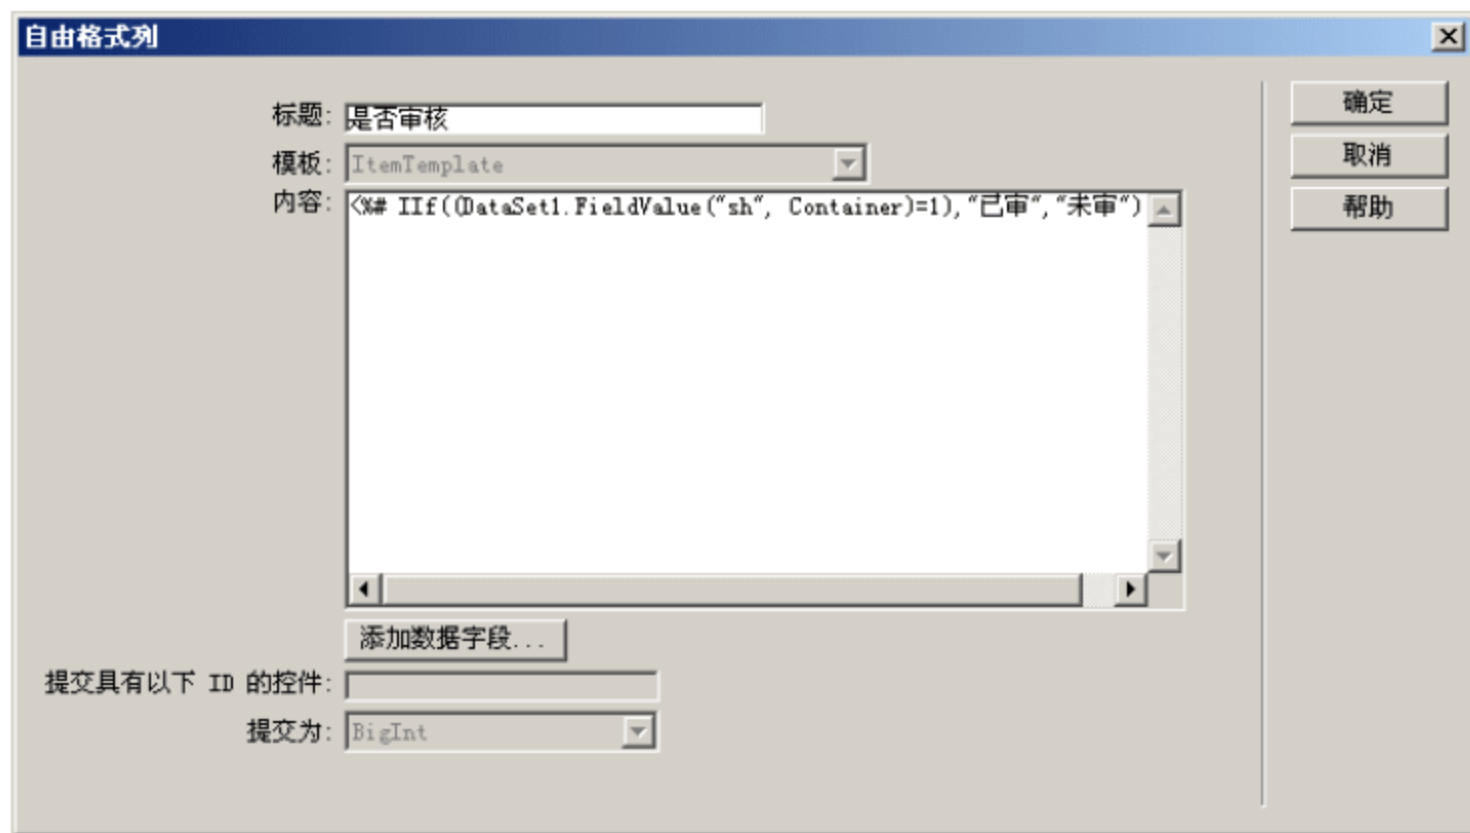 自由格式列
标题: 是否审核
确定
模板: ItemTemplate
取消
内容: <%# IIf((DataSet1.FieldValue("sh", Container)=1),"已审","未审")
帮助
添加数据字段...
提交具有以下 ID 的控件:
提交为: BigInt